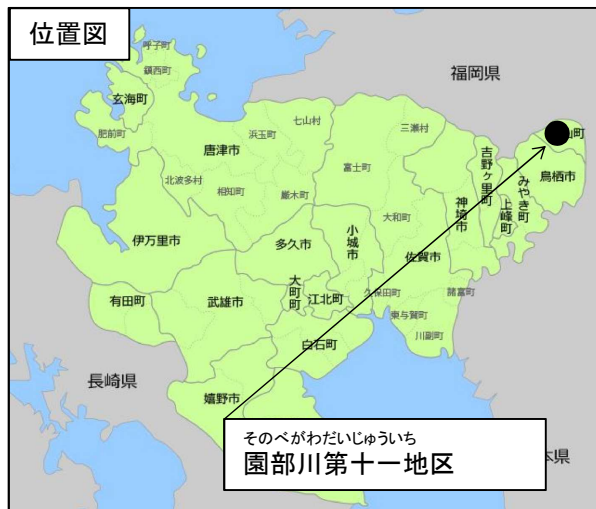 位置図
呼子町
鎮西町
福岡県
玄海町
山町
肥前町
七山村
三瀬村
浜玉町
唐津市
吉野ヶ里町
鳥栖市
みやき町
北波多村
富士町
相知町
厳木町
上峰町
神埼市
大和町
伊万里市
小城市
多久市
佐賀市
大町町
江北町
久保田町
諸富町
有田町
武雄市
東与賀町
川副町
白石町
長崎県
嬉野市
そのべがわだいじゅういち
園部川第十一地区
本県